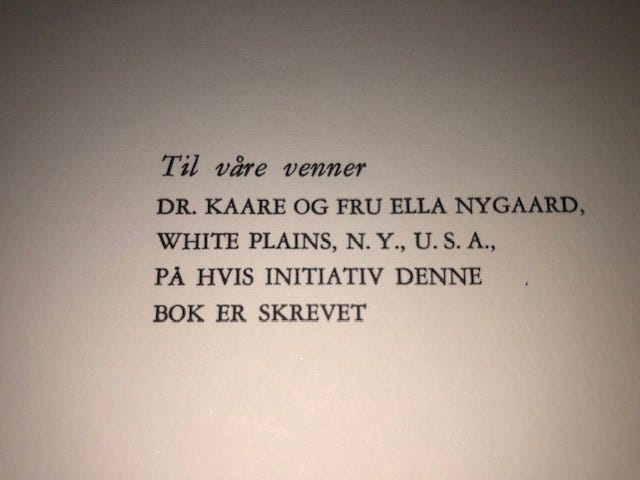 Til våre venner
DR. KAARE OG FRU ELLA NYGAARD,
WHITE PLAINS, N. Y., U. S. A.,
PÅ HVIS INITIATIV DENNE
BOK ER SKREVET